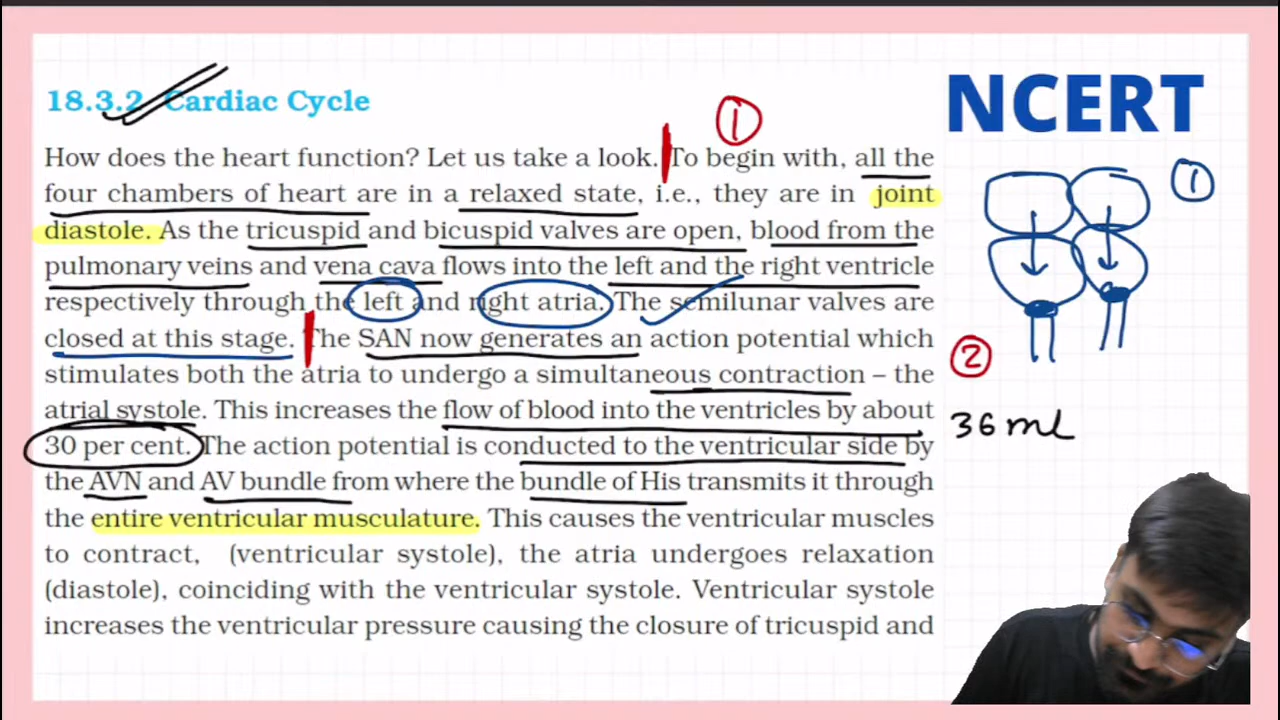 18.3.2 Cardiac Cycle
NCERT
①
How does the heart function? Let us take a look. To begin with, all the
four chambers of heart are in a relaxed state, i.e., they are in joint
diastole. As the tricuspid and bicuspid valves are open, blood from the
pulmonary veins and vena cava flows into the left and the right ventricle
respectively through the left and right atria. The semilunar valves are
closed at this stage. The SAN now generates an action potential which
stimulates both the atria to undergo a simultaneous contraction – the
atrial systole. This increases the flow of blood into the ventricles by about
30 per cent. The action potential is conducted to the ventricular side by
the AVN and AV bundle from where the bundle of His transmits it through
the entire ventricular musculature. This causes the ventricular muscles
to contract, (ventricular systole), the atria undergoes relaxation
(diastole), coinciding with the ventricular systole. Ventricular systole
increases the ventricular pressure causing the closure of tricuspid and
①
②
36 ml